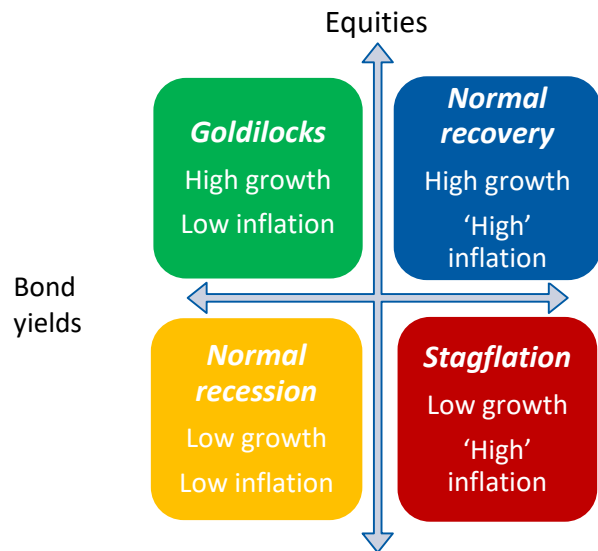 Equities
Goldilocks
High growth
Low inflation
Normal
recovery
High growth
‘High’
inflation
Bond
yields
Normal
recession
Low growth
Low inflation
Stagflation
Low growth
‘High’
inflation